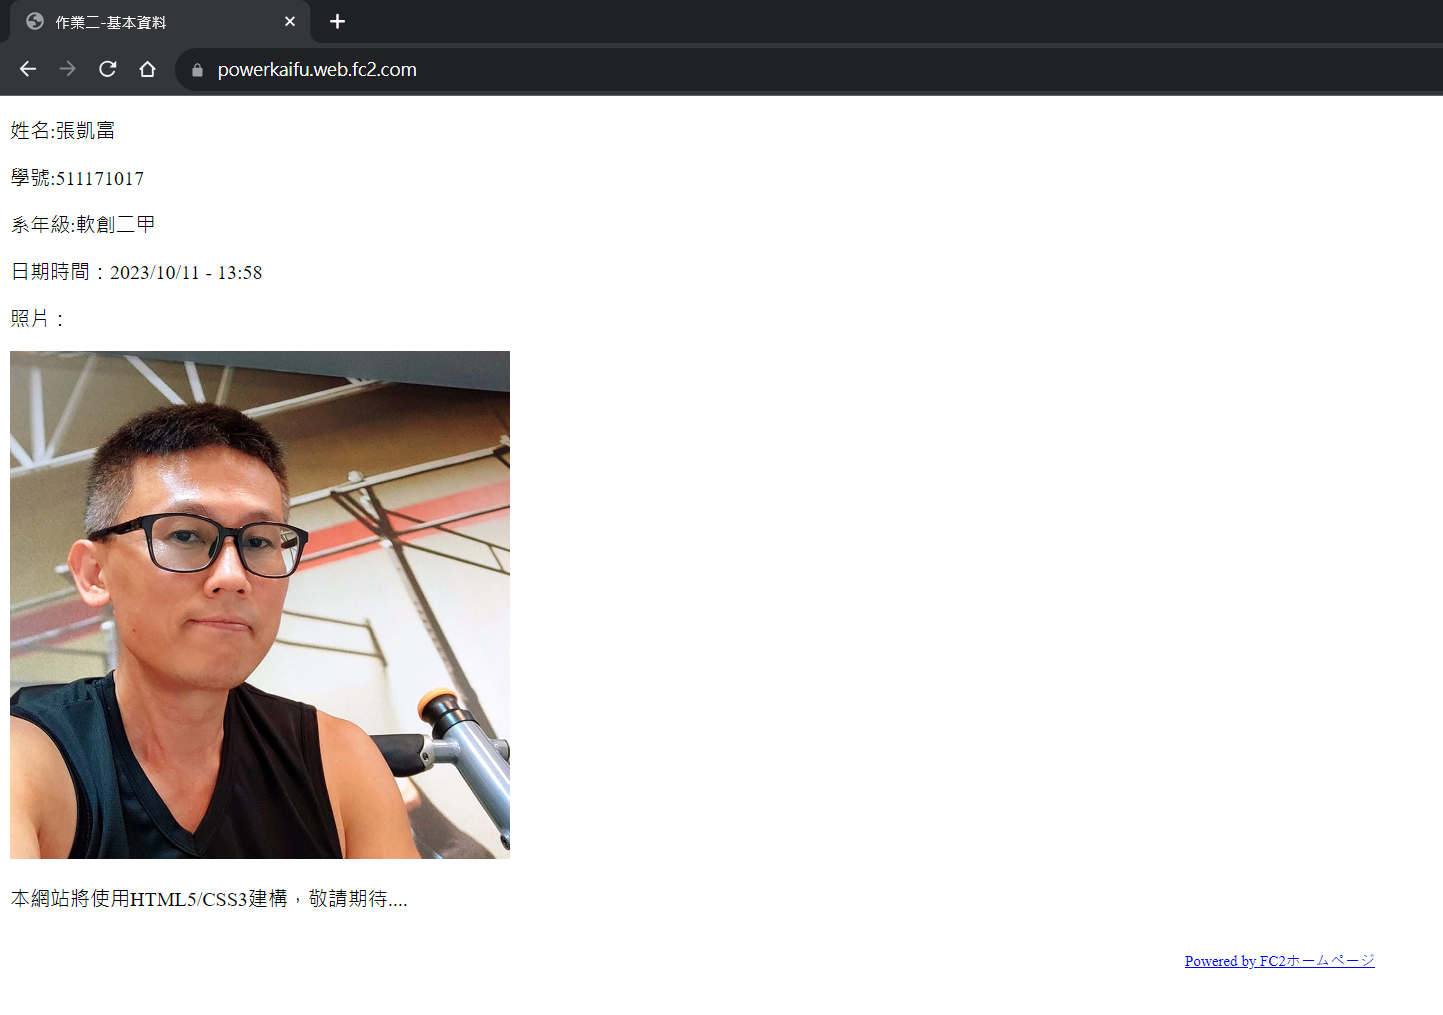 作業二-基本資料
powerkaifu.web.fc2.com
姓名:張凱富
學號:511171017
系年級:軟創二甲
日期時間：2023/10/11 - 13:58
照片：
本網站將使用HTML5/CSS3建構，敬請期待....
Powered by FC2ホームページ